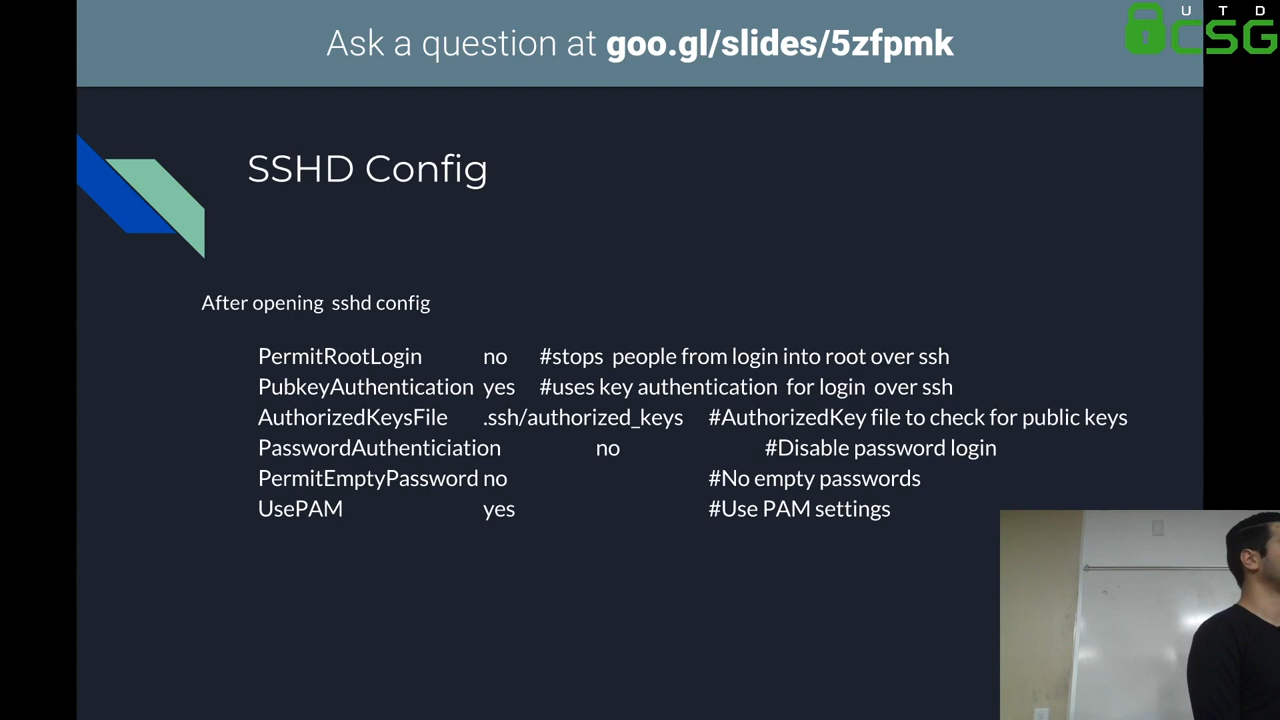 Ask a question at goo.gl/slides/5zfpmk
U T D
CSG
SSHD Config
After opening sshd config
PermitRootLogin no #stops people from login into root over ssh
PubkeyAuthentication yes #uses key authentication for login over ssh
AuthorizedKeysFile .ssh/authorized_keys #AuthorizedKey file to check for public keys
PasswordAuthenticiation no #Disable password login
PermitEmptyPassword no #No empty passwords
UsePAM yes #Use PAM settings